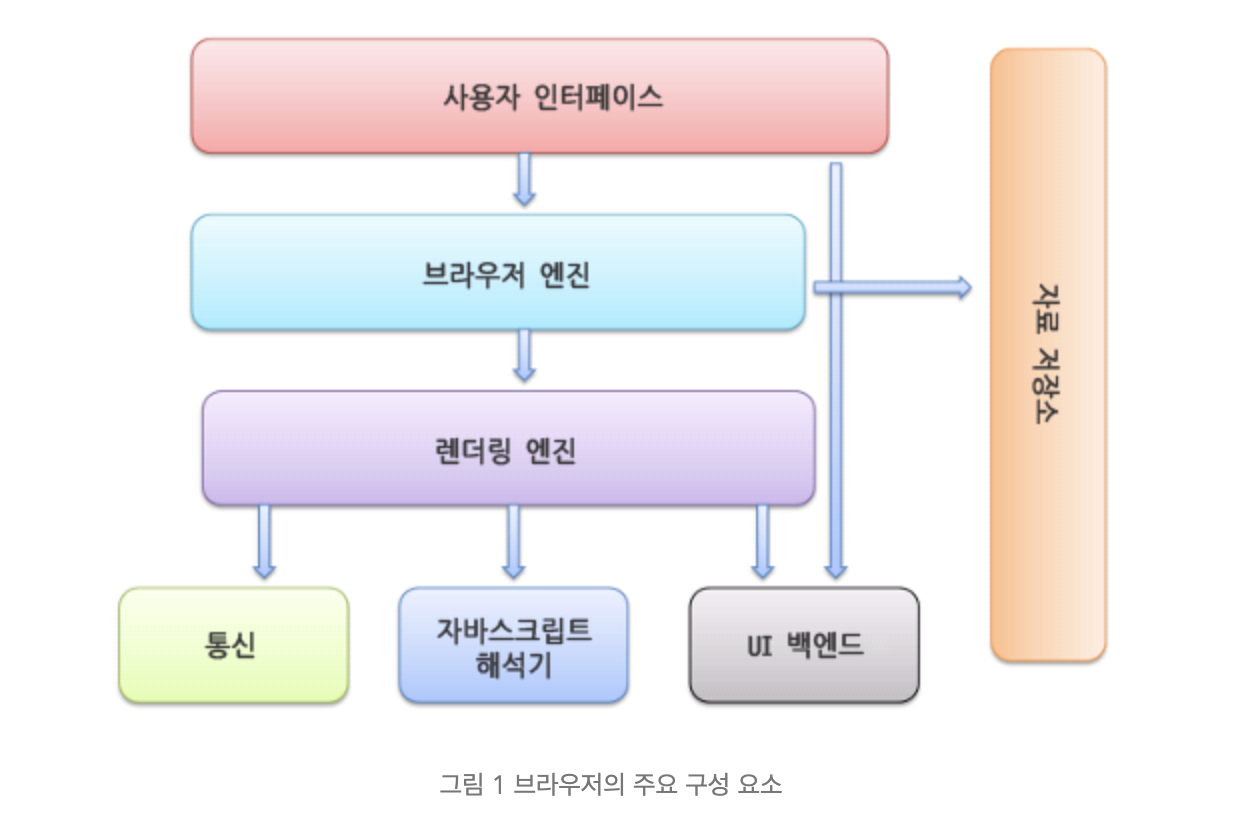 사용자 인터페이스
브라우저 엔진
자료 저장소
렌더링 엔진
통신
자바스크립트
해석기
UI 백엔드
그림 1 브라우저의 주요 구성 요소